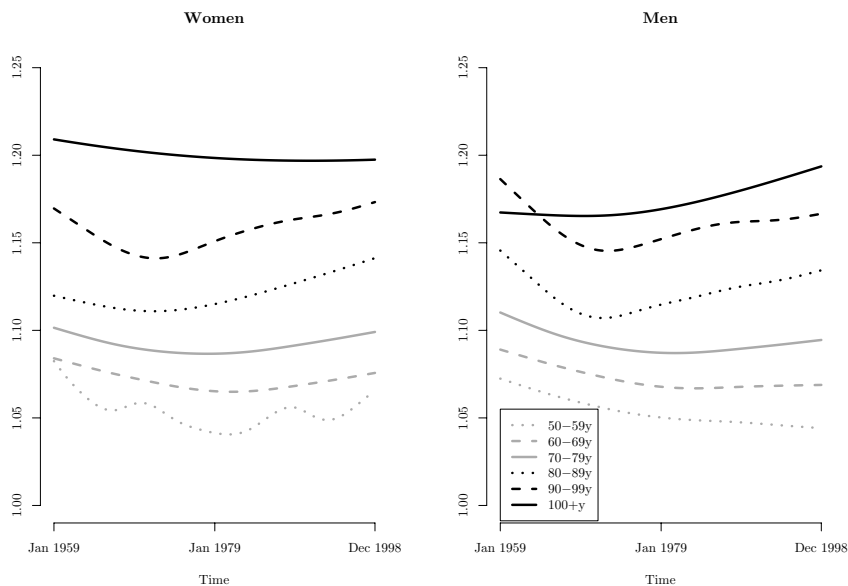 Women
1.25
1.20
1.15
1.10
1.05
1.00
Jan 1959
Jan 1979
Dec 1998
Time
Men
1.25
1.20
1.15
1.10
1.05
1.00
50−59y
60−69y
70−79y
80−89y
90−99y
100+y
Jan 1959
Jan 1979
Dec 1998
Time